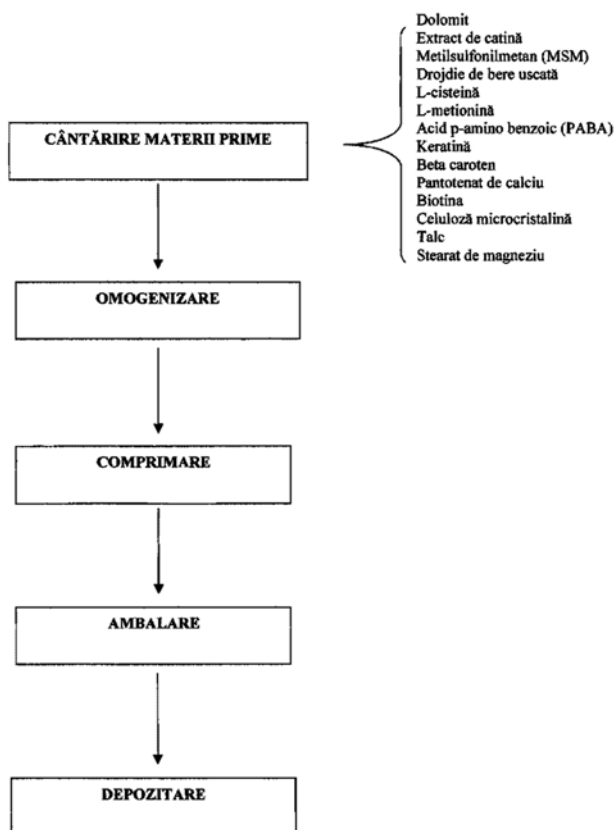 Dolomit
Extract de catină
Metilsulfonilmetan (MSM)
Drojdie de bere uscată
L-cisteină
L-metionină
Acid p-amino benzoic (PABA)
Keratină
Beta caroten
Pantotenat de calciu
Biotina
Celuloză microcristalină
Talc
Stearat de magneziu
CÂNTĂRIRE MATERII PRIME
OMOGENIZARE
COMPRIMARE
AMBALARE
DEPOZITARE